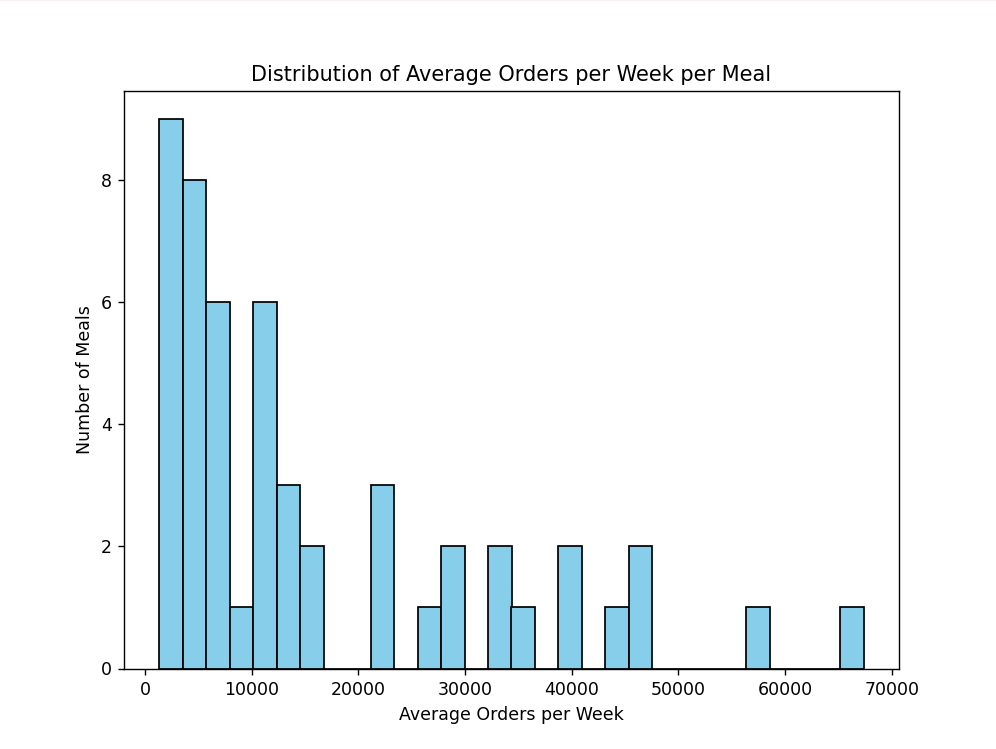 Distribution of Average Orders per Week per Meal
Number of Meals
8
6
4
2
0
0 10000 20000 30000 40000 50000 60000 70000
Average Orders per Week